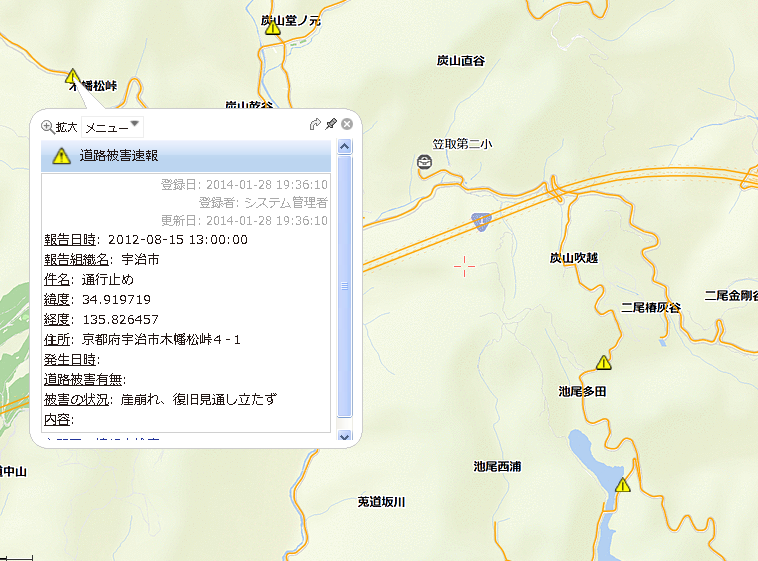 炭山堂ノ元
炭山直谷
木幡松峠
炭山乾谷
笠取第二小
拡大 メニュー
道路被害速報
登録日: 2014-01-28 19:36:10
登録者: システム管理者
更新日: 2014-01-28 19:36:10
報告日時: 2012-08-15 13:00:00
報告組織名: 宇治市
件名: 通行止め
緯度: 34.919719
経度: 135.826457
住所: 京都府宇治市木幡松峠４-１
発生日時:
道路被害有無:
被害の状況: 崖崩れ、復旧見通し立たず
内容:
炭山吹越
二尾椿灰谷
二尾金剛谷
池尾多田
池尾西浦
道中山
莵道坂川